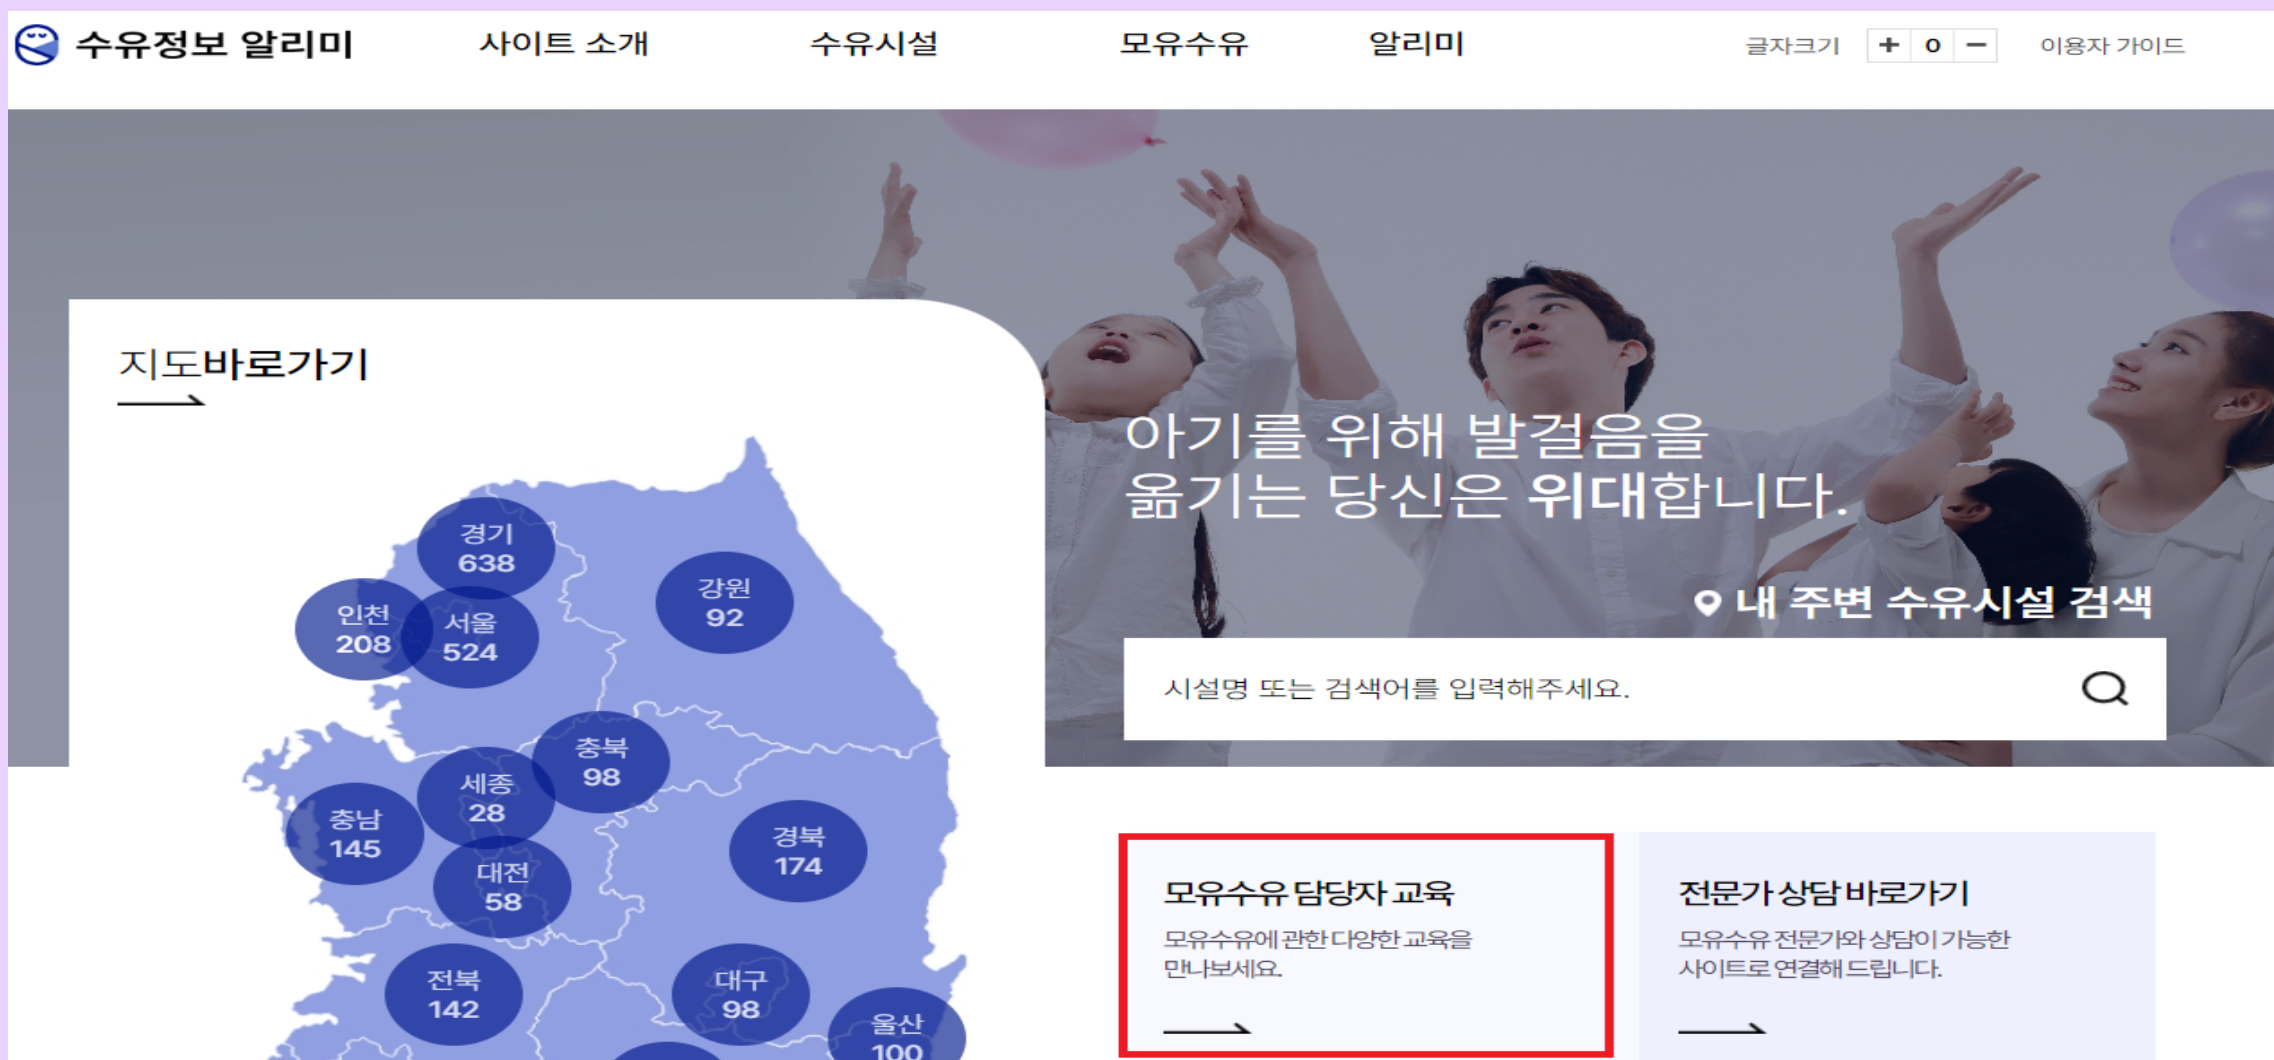 수유정보 알리미
사이트 소개
수유시설
모유수유
알리미
글자크기 + 0 −
이용자 가이드
지도바로가기
아기를 위해 발걸음을
옮기는 당신은 위대합니다.
내 주변 수유시설 검색
시설명 또는 검색어를 입력해주세요.
경기
638
강원
92
인천
208
서울
524
충북
98
세종
28
충남
145
경북
174
대전
58
전북
142
대구
98
울산
100
모유수유 담당자 교육
모유수유에 관한 다양한 교육을
만나보세요.
전문가 상담 바로가기
모유수유 전문가와 상담이 가능한
사이트로 연결해 드립니다.